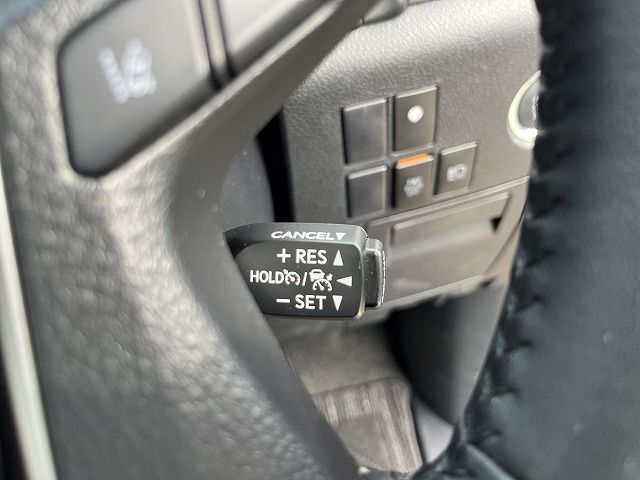 CANCEL▼
+ RES ▲
HOLD / ◄
− SET ▼